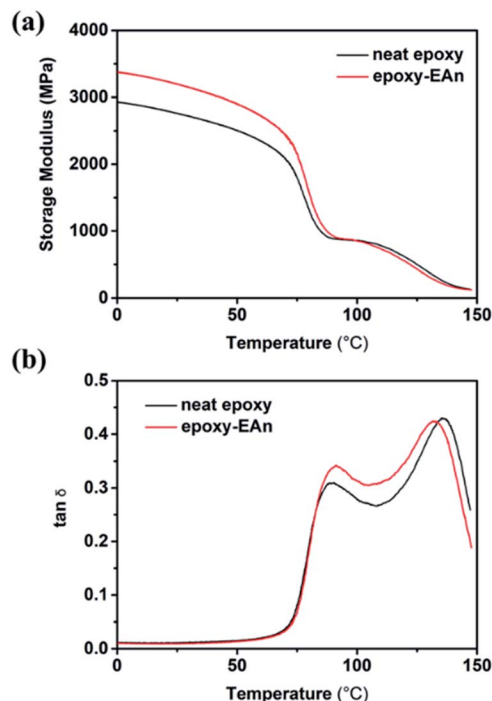 (a)
4000
3000
2000
1000
0
Storage Modulus (MPa)
neat epoxy
epoxy-EAn
0 50 100 150
Temperature (°C)
(b)
0.5
0.4
0.3
0.2
0.1
0.0
tan δ
neat epoxy
epoxy-EAn
0 50 100 150
Temperature (°C)